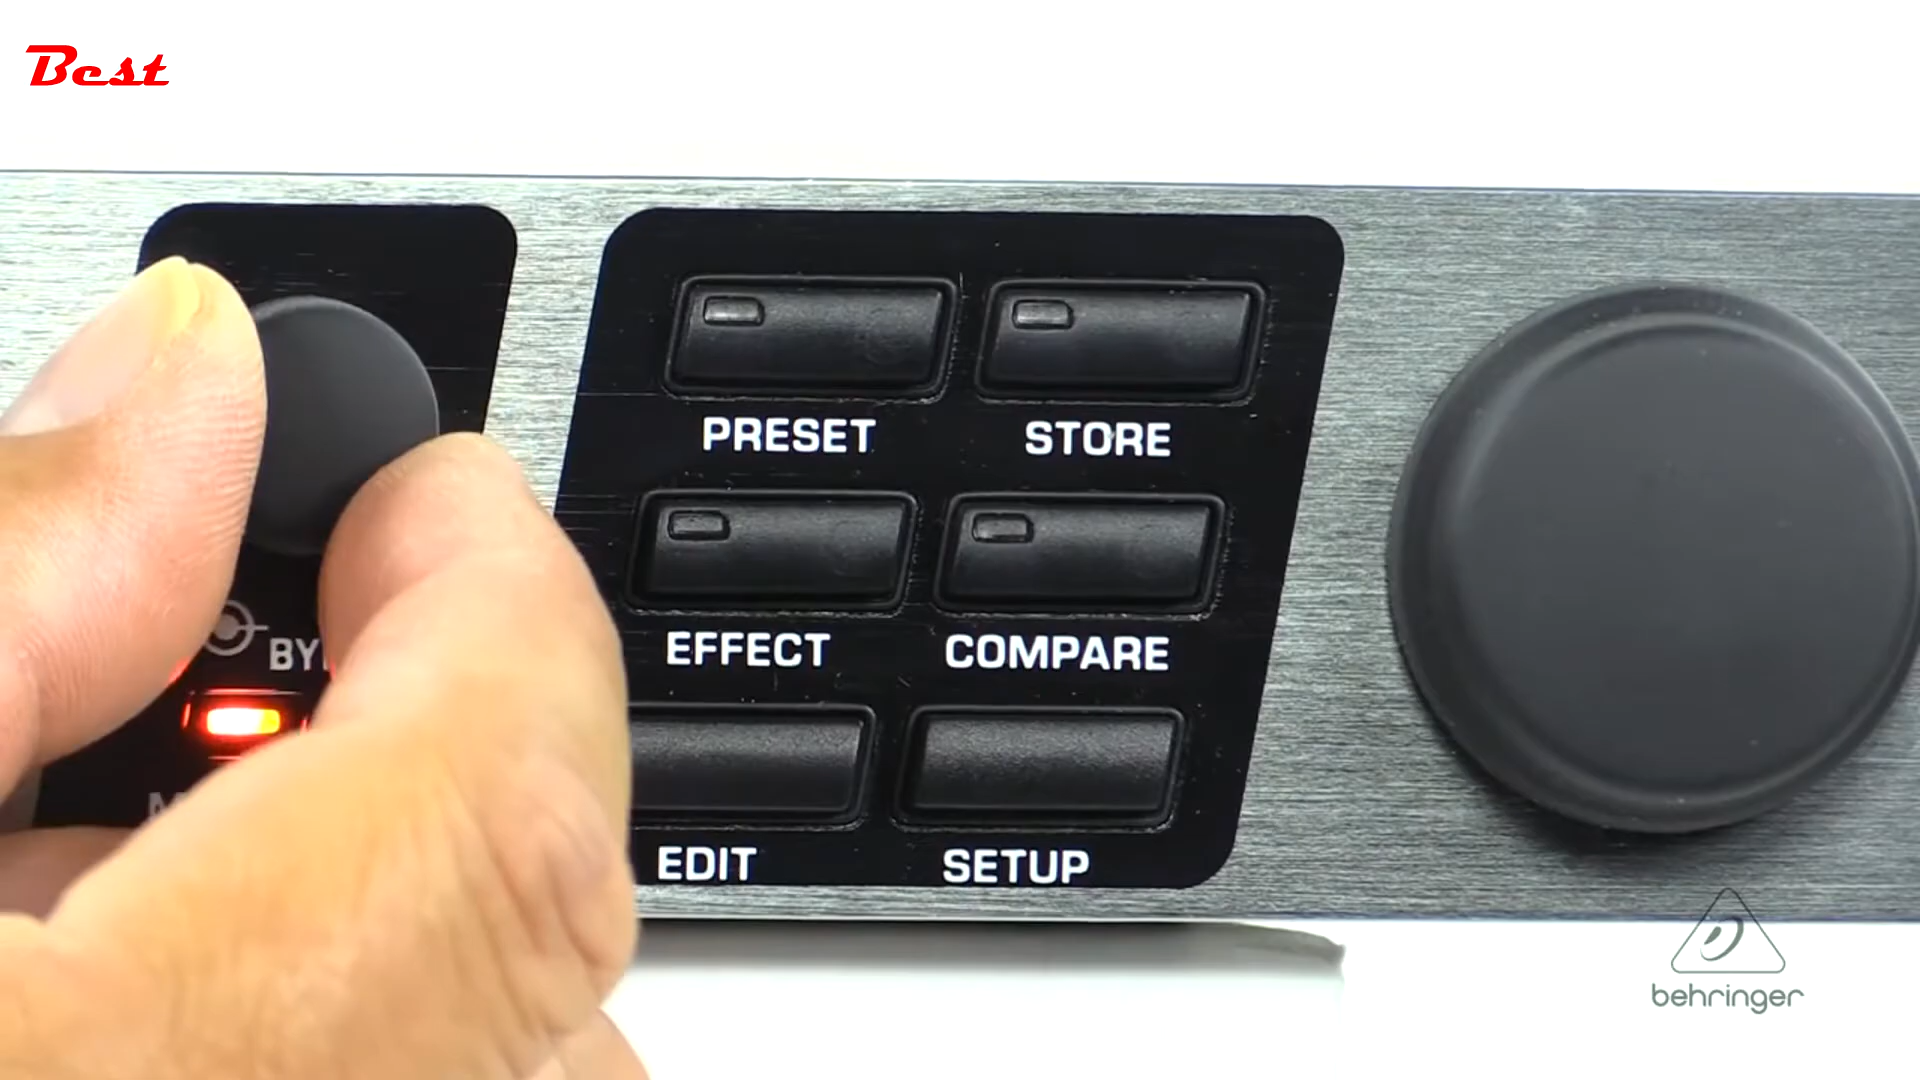 Best
PRESET STORE
EFFECT COMPARE
EDIT SETUP
behringer